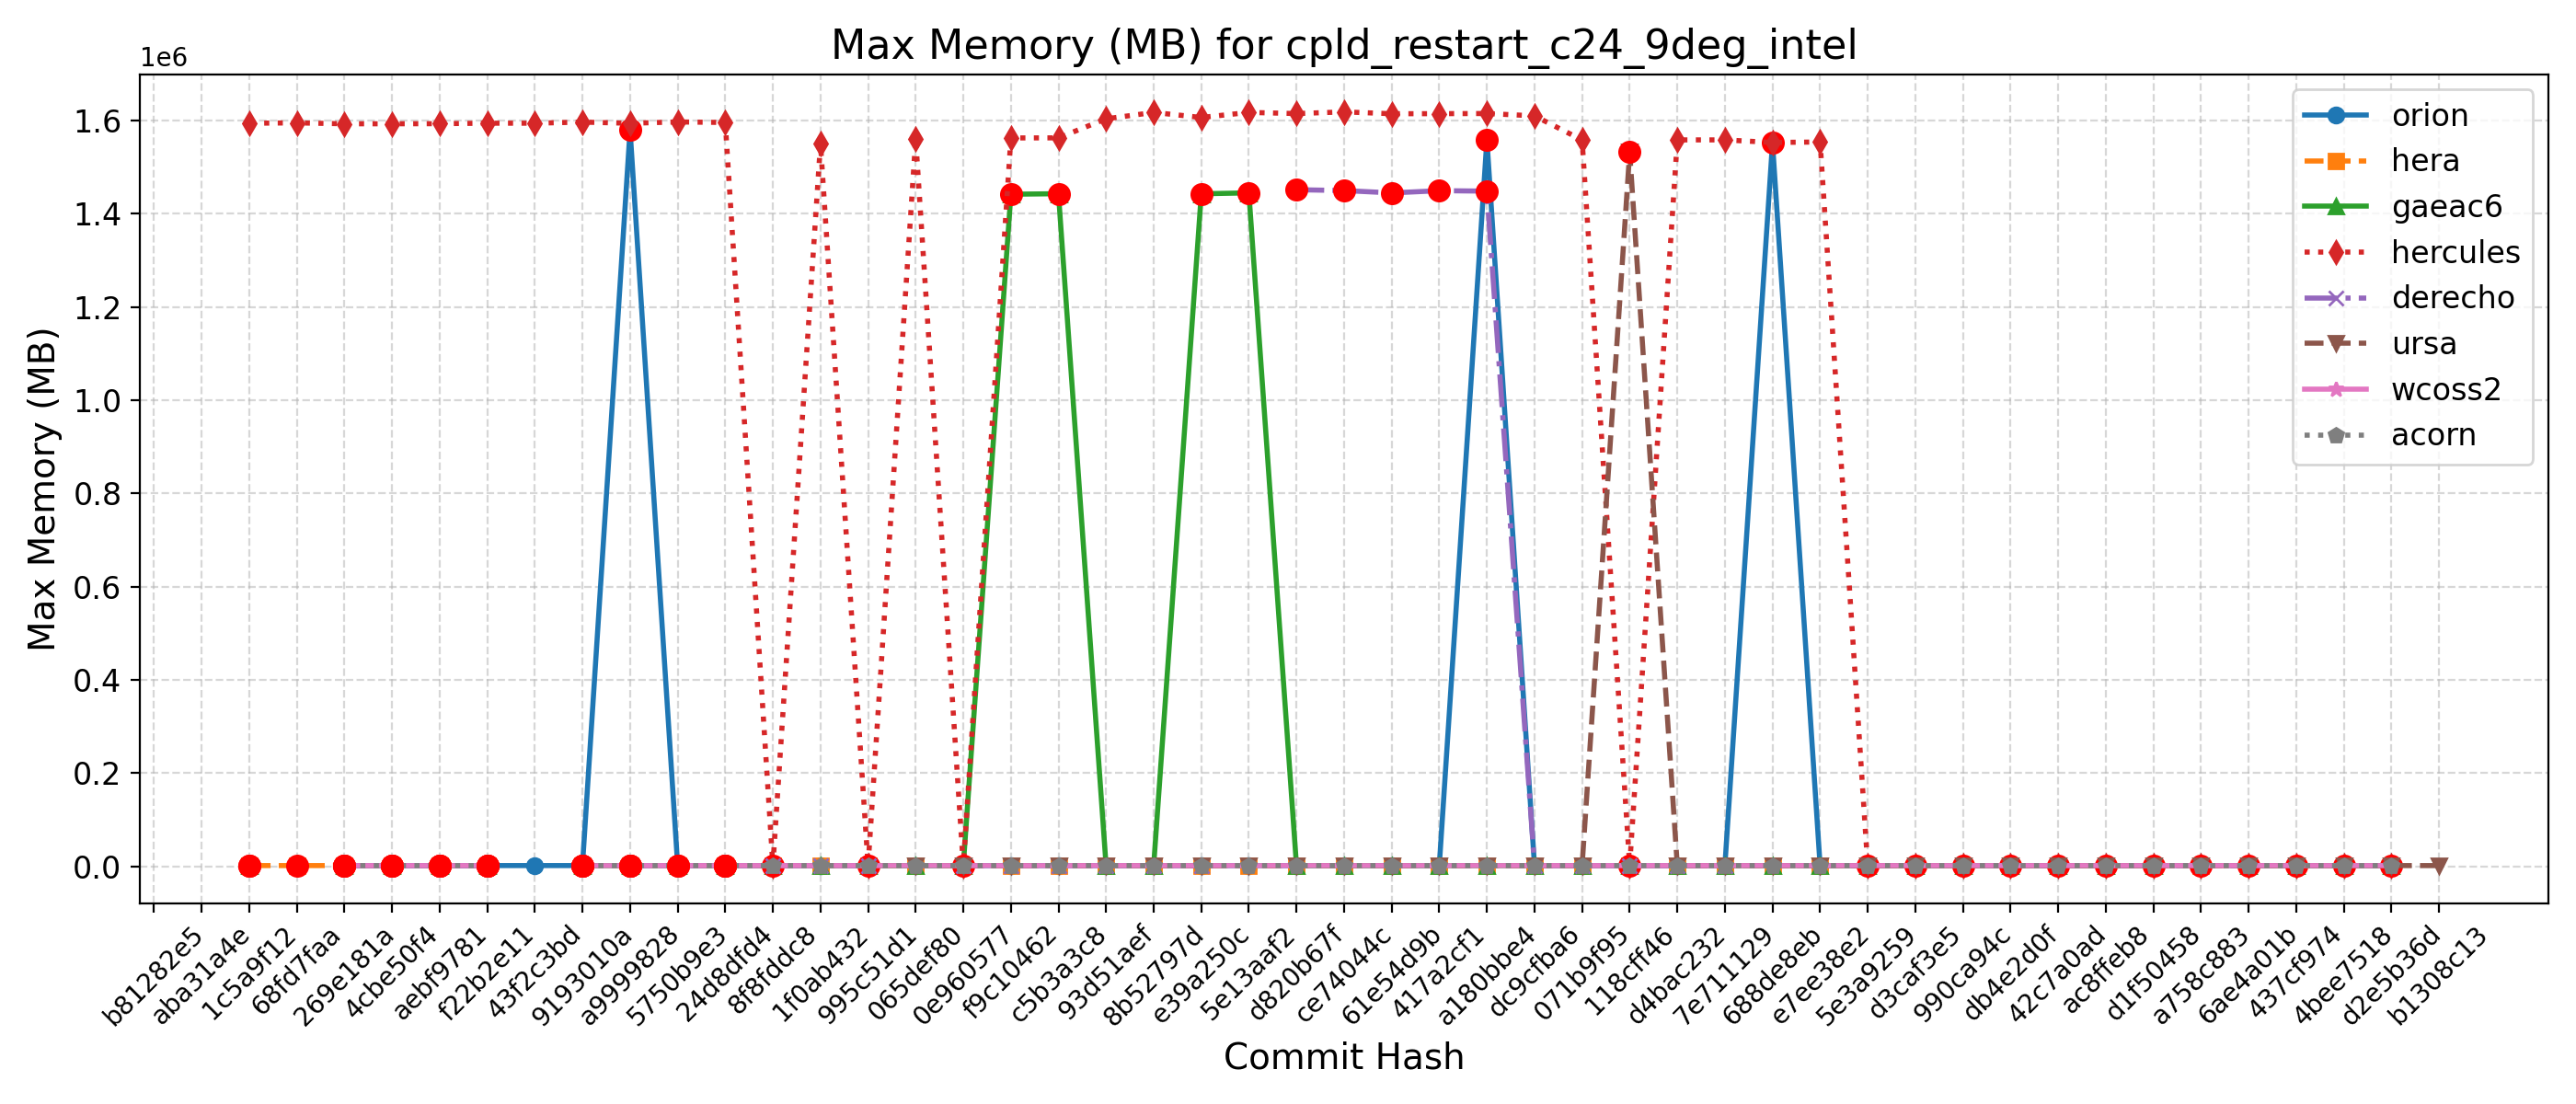 Max Memory (MB) for cpld_restart_c24_9deg_intel
1e6
1.6
1.4
1.2
1.0
0.8
0.6
0.4
0.2
0.0
Max Memory (MB)
orion
hera
gaeac6
hercules
derecho
ursa
wcoss2
acorn
b81282e5
aba31a4e
1c5a9f12
68fd7faa
269e181a
4cbe50f4
aebf9781
f22b2e11
43f2c3bd
9193010a
a9999828
5750b9e3
24d8dfd4
8f8fddc8
1f0ab432
995c51d1
065def80
0e960577
f9c10462
c5b3a3c8
93d51aef
8b52797d
e39a250c
5e13aaf2
d820b67f
ce74044c
61e54d9b
417a2cf1
a180bbe4
dc9cfba6
071b9f95
118cff46
d4bac232
7e711129
688de8eb
e7ee38e2
5e3a9259
d3caf3e5
990ca94c
db4e2d0f
42c7a0ad
ac8ffeb8
d1f50458
a758c883
6ae4a01b
437cf974
4bee7518
d2e5b36d
b1308c13
Commit Hash